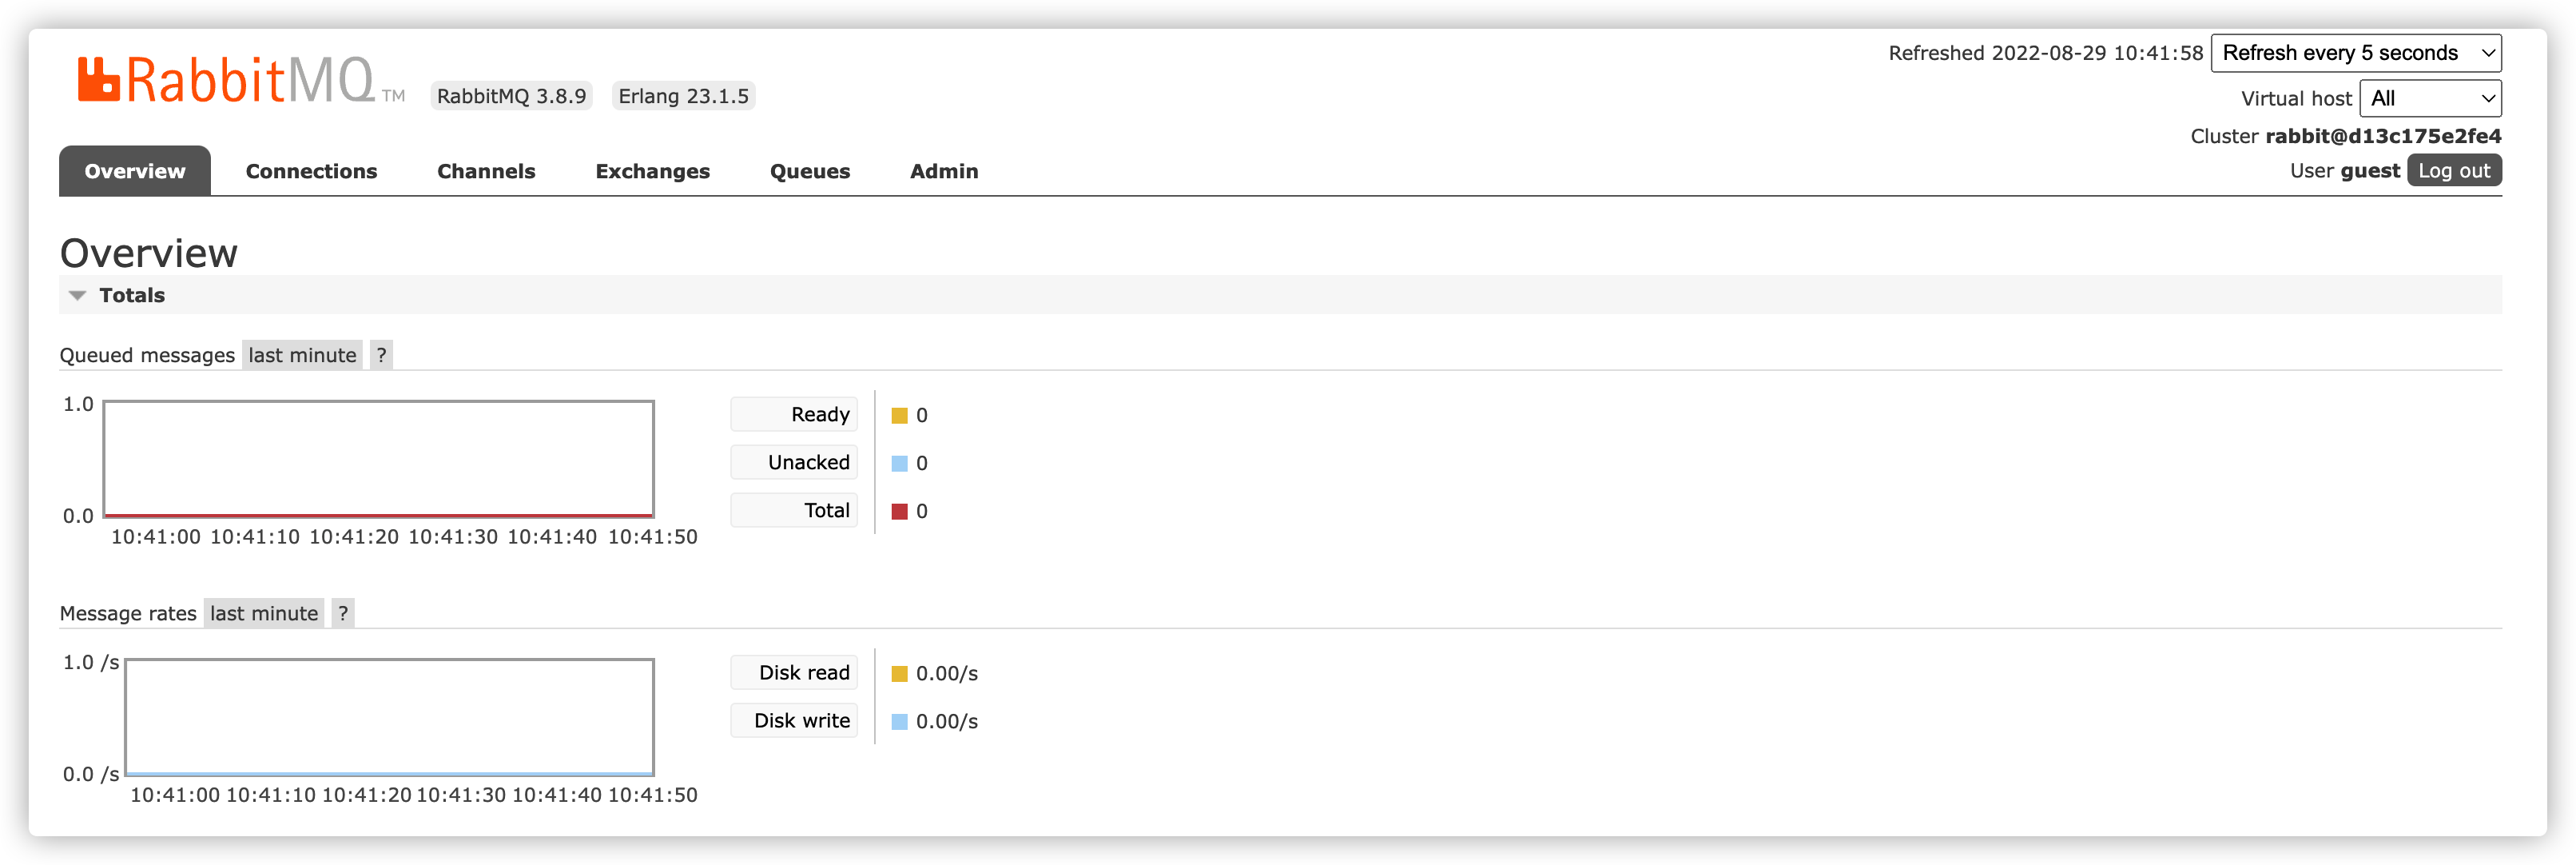 RabbitMQ TM RabbitMQ 3.8.9 Erlang 23.1.5
Refreshed 2022-08-29 10:41:58 Refresh every 5 seconds
Virtual host All
Cluster rabbit@d13c175e2fe4
User guest Log out
Overview Connections Channels Exchanges Queues Admin
Overview
Totals
Queued messages last minute ?
1.0
0.0
10:41:00 10:41:10 10:41:20 10:41:30 10:41:40 10:41:50
Ready 0
Unacked 0
Total 0
Message rates last minute ?
1.0 /s
0.0 /s
10:41:00 10:41:10 10:41:20 10:41:30 10:41:40 10:41:50
Disk read 0.00/s
Disk write 0.00/s